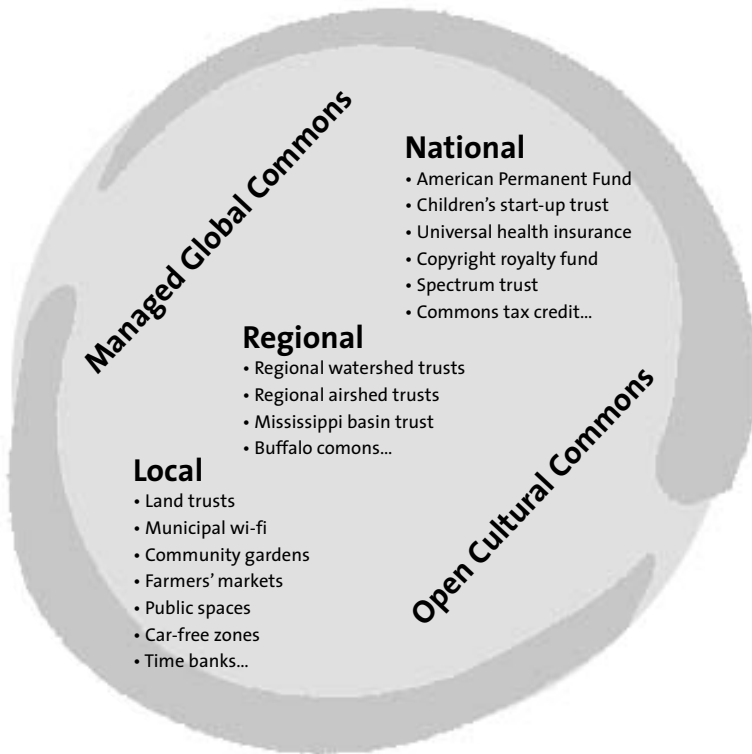 Managed Global Commons
National
• American Permanent Fund
• Children’s start-up trust
• Universal health insurance
• Copyright royalty fund
• Spectrum trust
• Commons tax credit...
Regional
• Regional watershed trusts
• Regional airshed trusts
• Mississippi basin trust
• Buffalo comons...
Local
• Land trusts
• Municipal wi-fi
• Community gardens
• Farmers’ markets
• Public spaces
• Car-free zones
• Time banks...
Open Cultural Commons